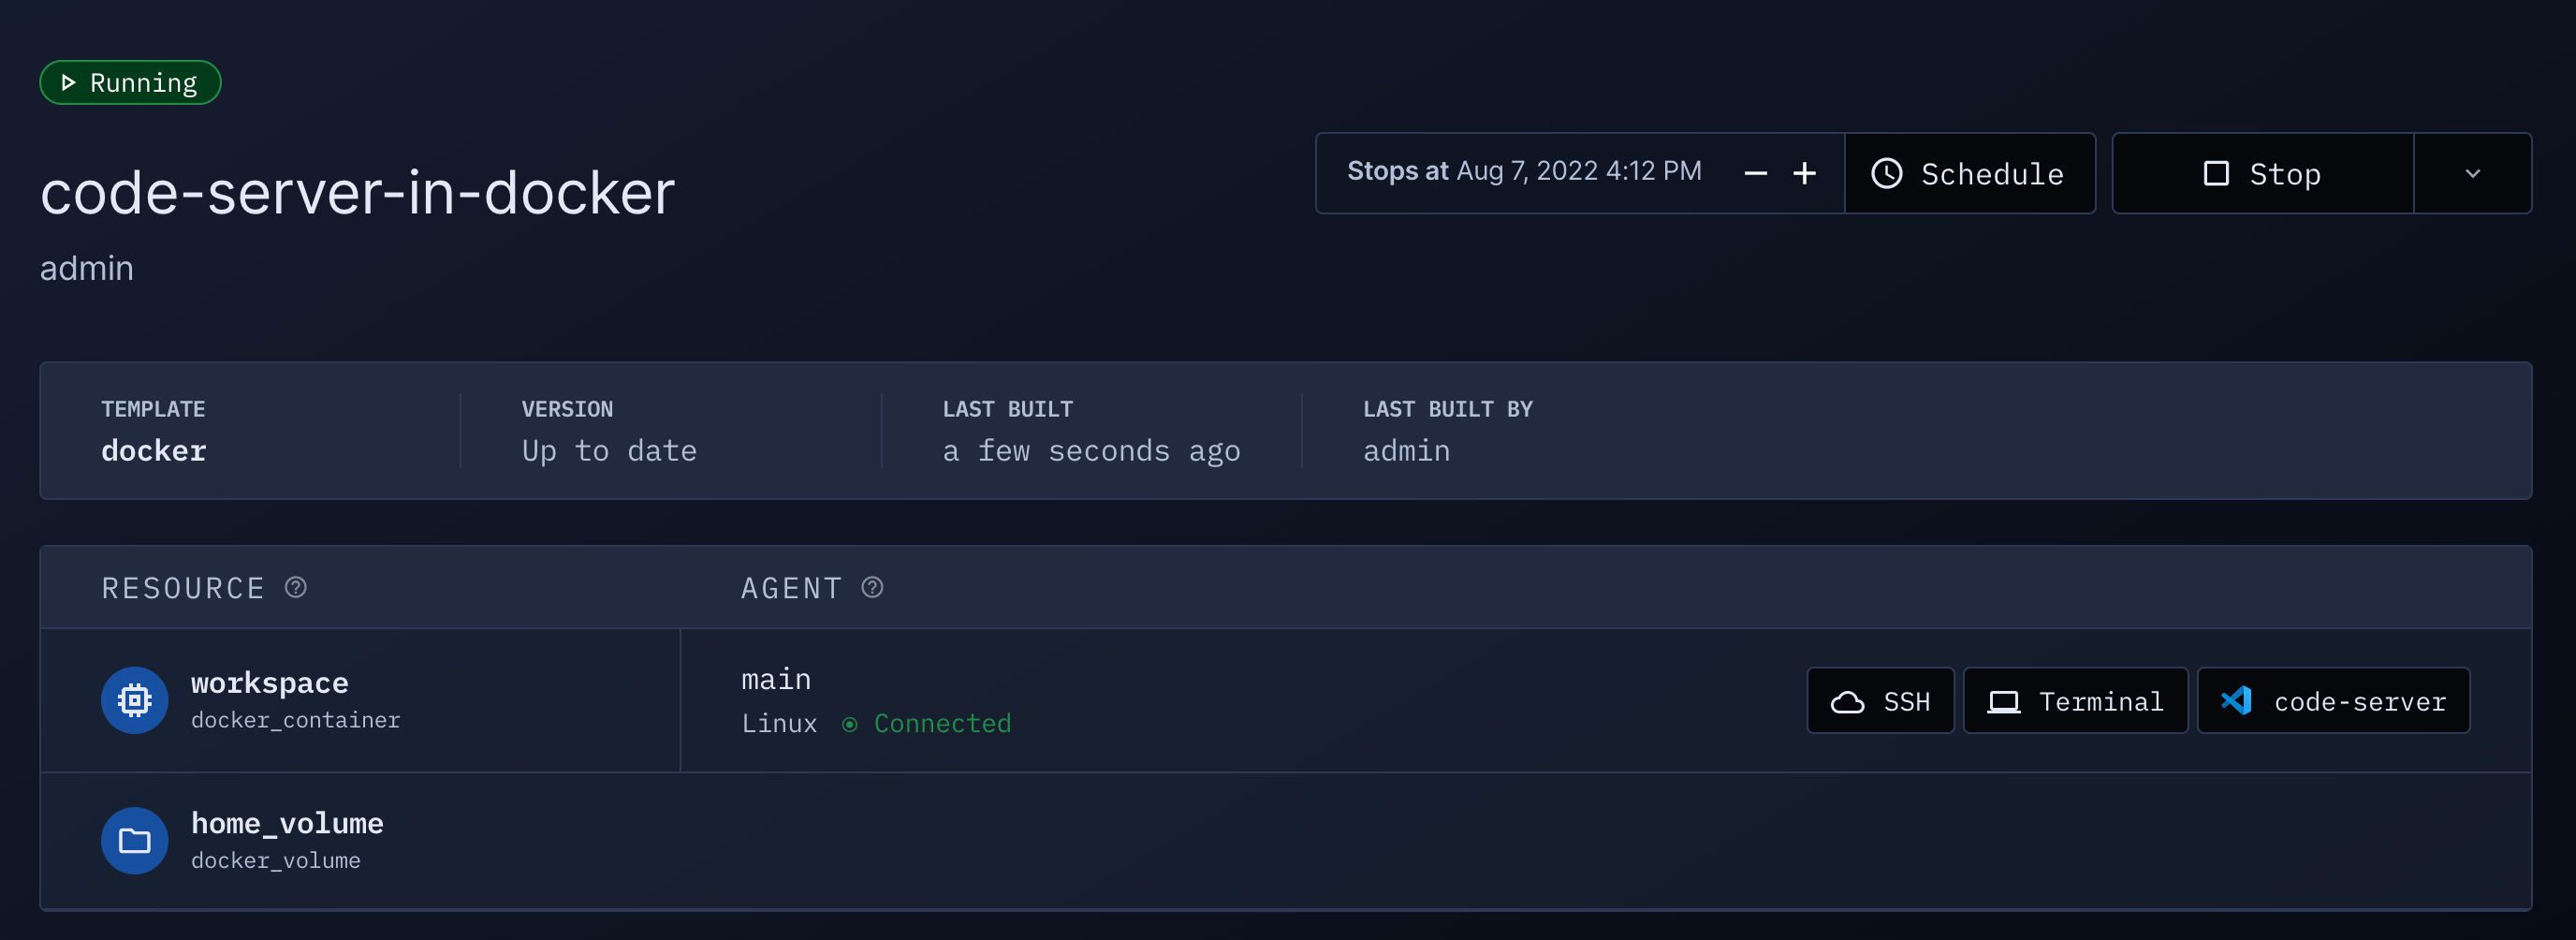 Running
code-server-in-docker
admin
Stops at Aug 7, 2022 4:12 PM
Schedule
Stop
TEMPLATE
docker
VERSION
Up to date
LAST BUILT
a few seconds ago
LAST BUILT BY
admin
RESOURCE
AGENT
workspace
docker_container
main
Linux Connected
SSH
Terminal
code-server
home_volume
docker_volume